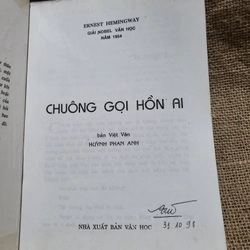 ERNEST HEMINGWAY
GIẢI NOBEL VĂN HỌC
NĂM 1954
CHUÔNG GỌI HỒN AI
bản Việt Văn
HUỲNH PHAN ANH
31.10.98
NHÀ XUẤT BẢN VĂN HỌC